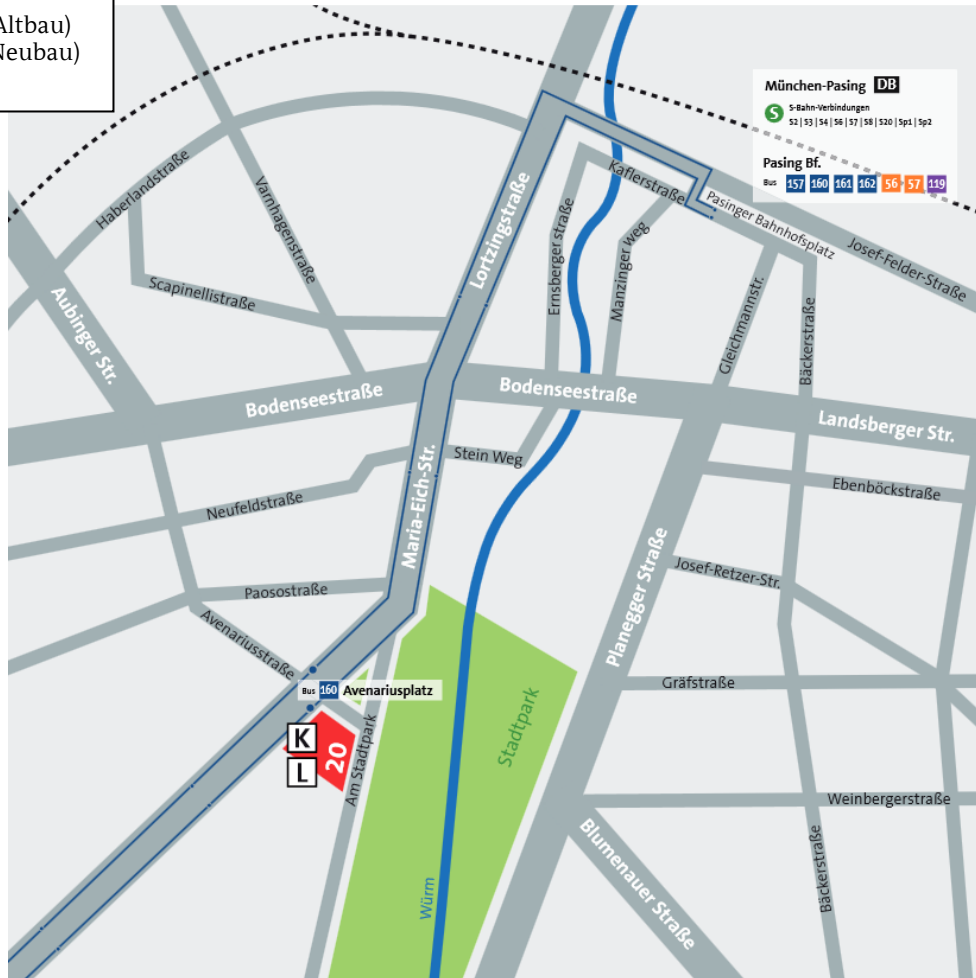 Altbau)
Neubau)
München-Pasing DB
S S-Bahn-Verbindungen
S2 | S3 | S4 | S6 | S7 | S8 | S20 | Sp1 | Sp2
Pasing Bf.
Bus 157 160 161 162 56 57 119
Haberlandstraße
Varnhagenstraße
Lortzingstraße
Kaflerstraße
Pasinger Bahnhofsplatz
Josef-Felder-Straße
Ernsberger straße
Manzinger weg
Scapinellistraße
Aubinger Str.
Gleichmannstr.
Bäckerstraße
Bodenseestraße
Bodenseestraße
Landsberger Str.
Stein Weg
Maria-Eich-Str.
Neufeldstraße
Ebenböckstraße
Paosostraße
Josef-Retzer-Str.
Planegger Straße
Avenariusstraße
Gräfstraße
Bus 160 Avenariusplatz
Stadtpark
K
L
20
Am Stadtpark
Weinbergerstraße
Blumenauer Straße
Bäckerstraße
Würm